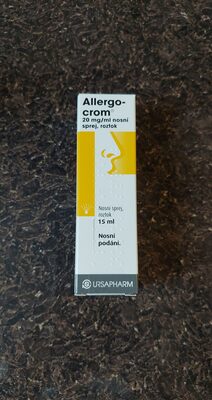 Allergo-
crom®
20 mg/ml nosní
sprej, roztok
Nosní sprej,
roztok
15 ml
Nosní
podání.
URSAPHARM